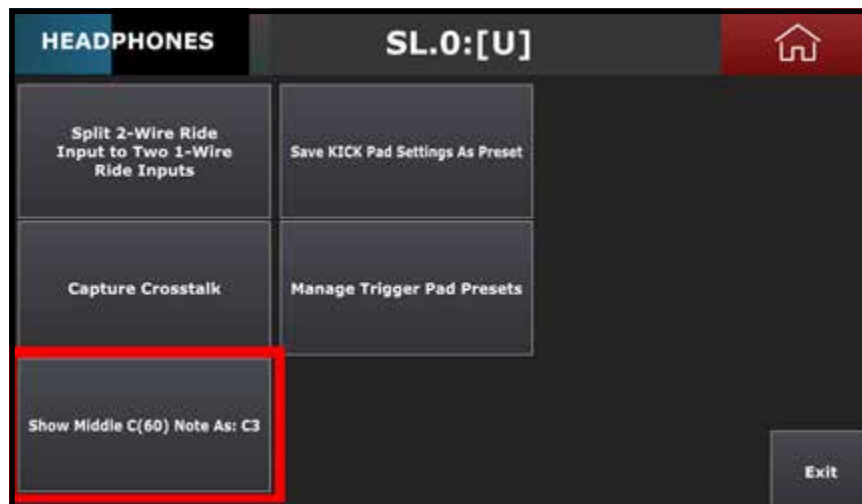 HEADPHONES
SL.0:[U]
Split 2-Wire Ride
Input to Two 1-Wire
Ride Inputs
Save KICK Pad Settings As Preset
Capture Crosstalk
Manage Trigger Pad Presets
Show Middle C(60) Note As: C3
Exit